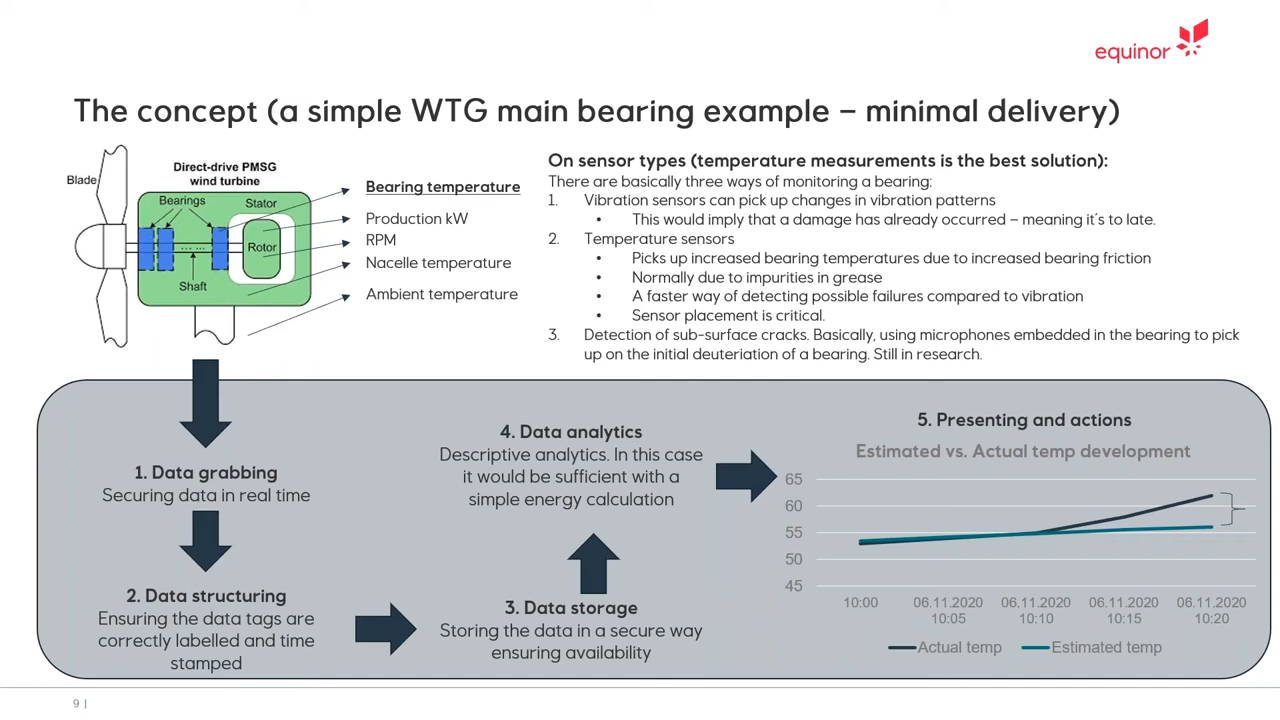 equinor
The concept (a simple WTG main bearing example – minimal delivery)
Direct-drive PMSG
wind turbine
Blade
Bearings
Stator
... ...
Rotor
Shaft
Bearing temperature
Production kW
RPM
Nacelle temperature
Ambient temperature
On sensor types (temperature measurements is the best solution):
There are basically three ways of monitoring a bearing:
1. Vibration sensors can pick up changes in vibration patterns
• This would imply that a damage has already occurred – meaning it´s to late.
2. Temperature sensors
• Picks up increased bearing temperatures due to increased bearing friction
• Normally due to impurities in grease
• A faster way of detecting possible failures compared to vibration
• Sensor placement is critical.
3. Detection of sub-surface cracks. Basically, using microphones embedded in the bearing to pick
up on the initial deuteriation of a bearing. Still in research.
1. Data grabbing
Securing data in real time
2. Data structuring
Ensuring the data tags are
correctly labelled and time
stamped
3. Data storage
Storing the data in a secure way
ensuring availability
4. Data analytics
Descriptive analytics. In this case
it would be sufficient with a
simple energy calculation
5. Presenting and actions
Estimated vs. Actual temp development
65
60
55
50
45
10:00 06.11.2020 06.11.2020 06.11.2020 06.11.2020
10:05 10:10 10:15 10:20
Actual temp Estimated temp
9 |